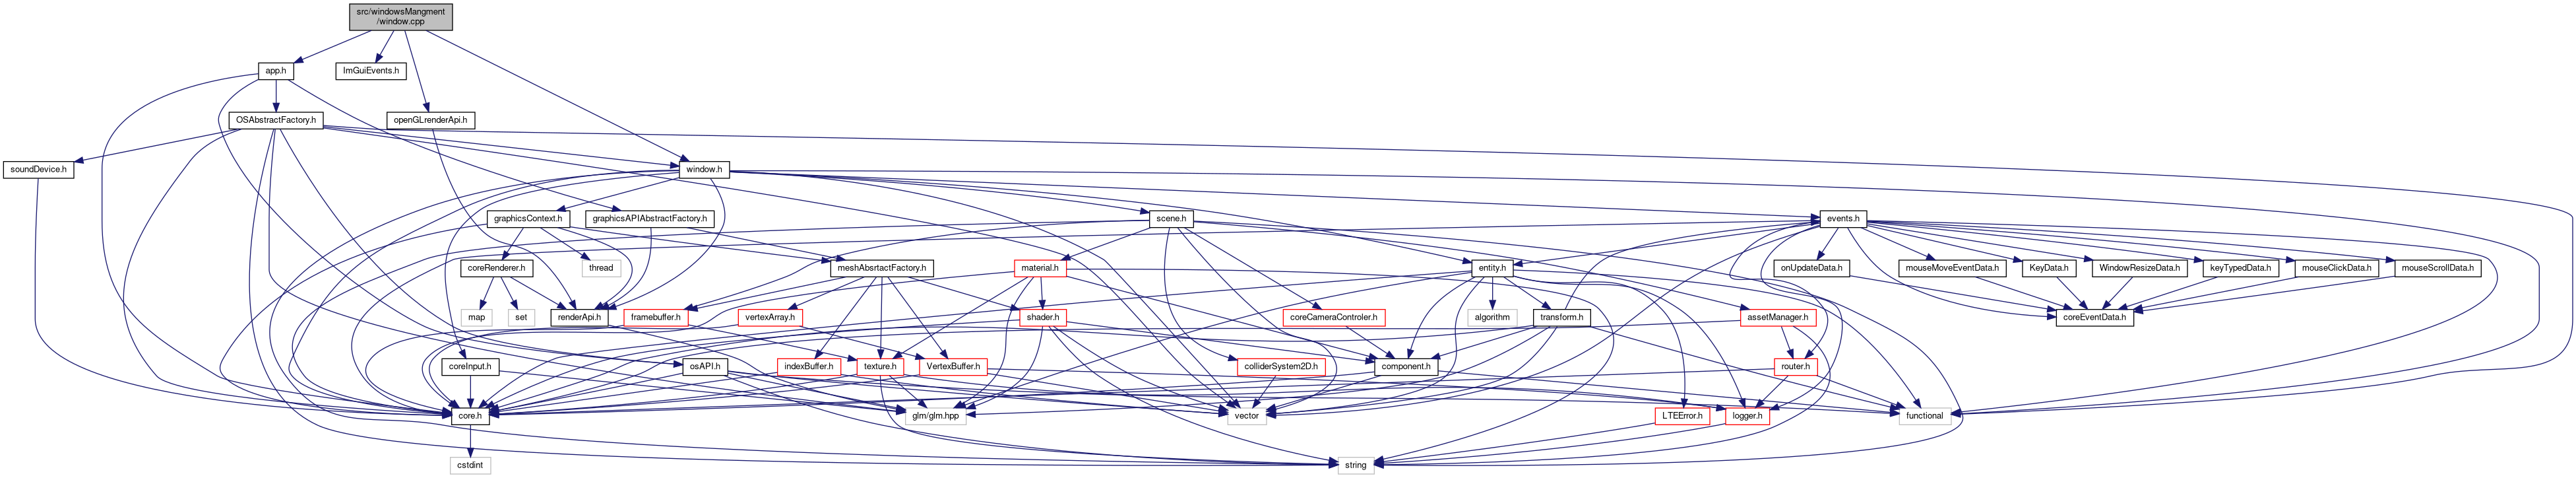 src/windowsMangment
/window.cpp
app.h
ImGuiEvents.h
OSAbstractFactory.h
openGLrenderApi.h
soundDevice.h
window.h
graphicsContext.h
graphicsAPIAbstractFactory.h
scene.h
events.h
coreRenderer.h
thread
meshAbsrtactFactory.h
material.h
entity.h
onUpdateData.h
mouseMoveEventData.h
KeyData.h
WindowResizeData.h
keyTypedData.h
mouseClickData.h
mouseScrollData.h
map
set
renderApi.h
framebuffer.h
vertexArray.h
shader.h
coreCameraControler.h
algorithm
transform.h
assetManager.h
coreEventData.h
coreInput.h
osAPI.h
indexBuffer.h
texture.h
VertexBuffer.h
colliderSystem2D.h
component.h
router.h
core.h
glm/glm.hpp
vector
LTEError.h
logger.h
functional
cstdint
string